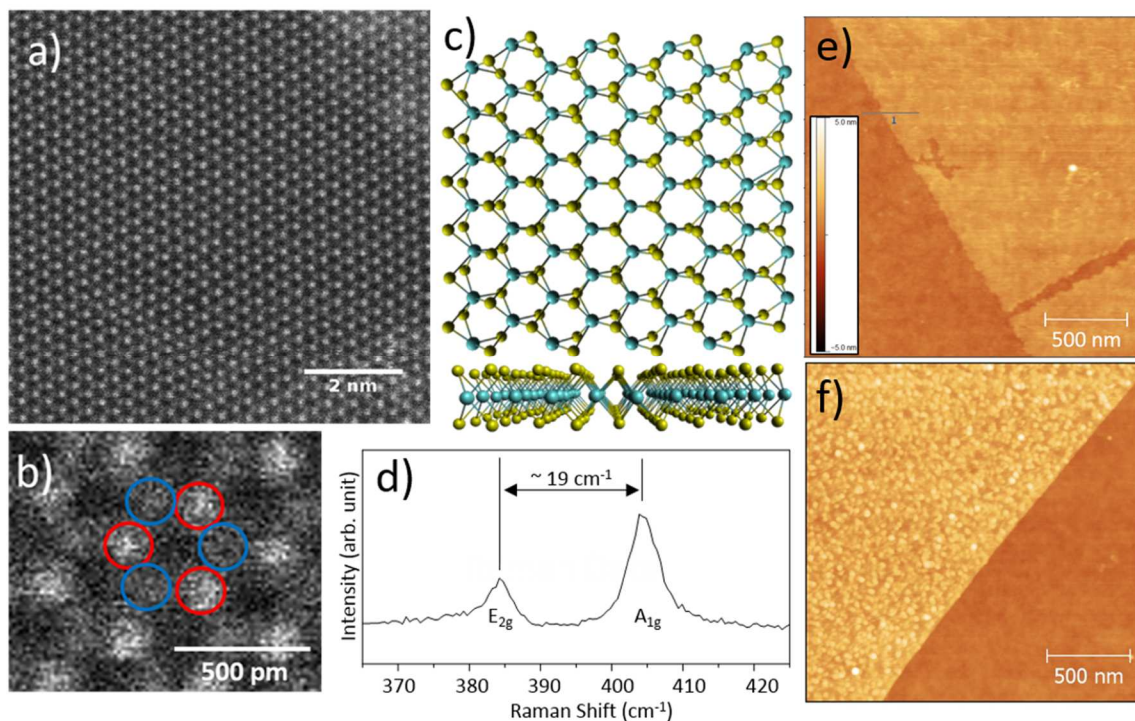 a)
2 nm
b)
500 pm
c)
d)
~ 19 cm-1
E2g
A1g
Intensity (arb. unit)
370 380 390 400 410 420
Raman Shift (cm-1)
e)
1
5.0 nm
-5.0 nm
500 nm
f)
500 nm